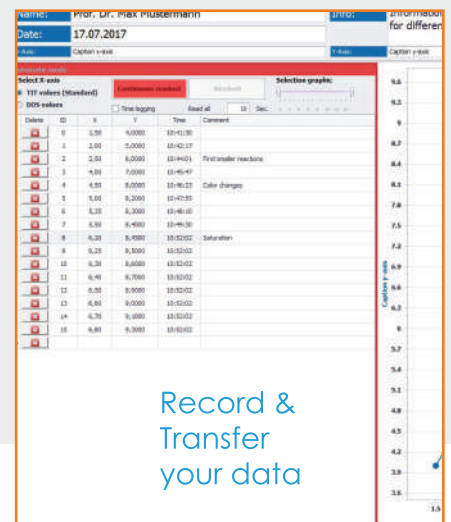 Name: Prof. Dr. Max Mustermann Info: Information
for differen
Date: 17.07.2017
Caption x-axis Y-Axis: Caption y-axis
Select X-axis Continuous readout Readout Selection graphic:
TIT values (Standard)
DOS values Time logging Read all 10 Sec.
Delete ID X Y Time Comment
0 1,50 4,0000 10:41:30
1 2,00 5,0000 10:42:17
2 2,50 6,0000 10:44:01 First smaller reactions
3 4,00 7,0000 10:45:47
4 4,50 8,0000 10:46:23 Color changes
5 5,00 8,2000 10:47:55
6 5,25 8,3000 10:48:10
7 5,50 8,4000 10:49:30
8 6,20 8,4500 10:52:02 Saturation
9 6,25 8,5000 10:52:02
10 6,30 8,6000 10:52:02
11 6,40 8,7000 10:52:02
12 6,50 8,9000 10:52:02
13 6,60 9,0000 10:52:02
14 6,70 9,1000 10:52:02
15 6,80 9,3000 10:52:02
9.6
9.3
9
8.7
8.4
8.1
7.8
7.5
7.2
6.9
6.6
6.3
6
5.7
5.4
5.1
4.8
4.5
4.2
3.9
3.6
1.5
Caption y-axis
Record &
Transfer
your data